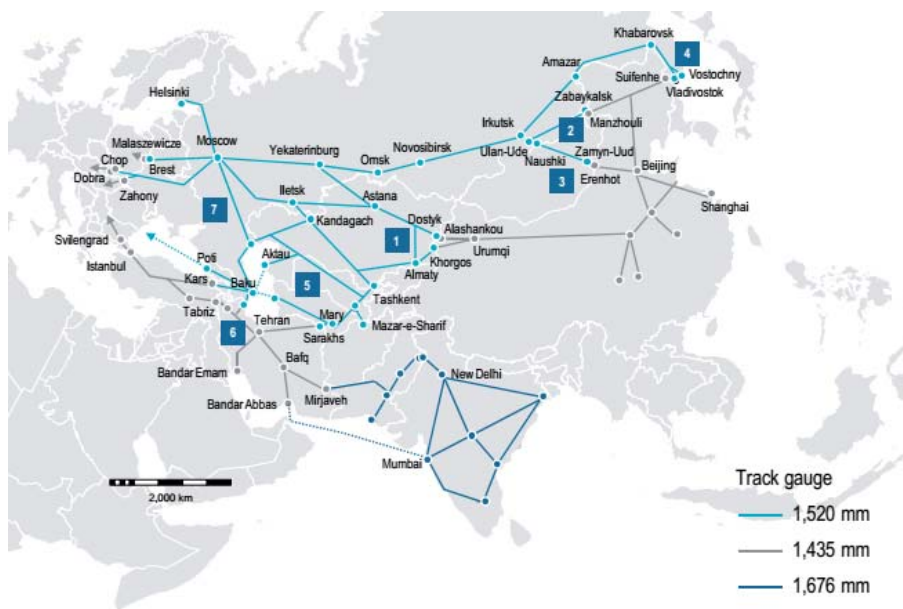 Khabarovsk
4
Amazar
Suifenhe
Vostochny
Vladivostok
Helsinki
Zabaykalsk
Manzhouli
Irkutsk
2
Moscow
Malaszewicze
Yekaterinburg
Novosibirsk
Omsk
Ulan-Ude
Naushki
Zamyn-Uud
Chop
Brest
Dobra
Zahony
3
Erenhot
Beijing
Iletsk
Astana
7
Kandagach
Dostyk
Alashankou
Shanghai
1
Urumqi
Svilengrad
Aktau
Khorgos
Istanbul
Poti
Almaty
Kars
Baku
5
Tashkent
Tabriz
Mary
6
Tehran
Sarakhs
Mazar-e-Sharif
Bafq
New Delhi
Bandar Emam
Mirjaveh
Bandar Abbas
Mumbai
2,000 km
Track gauge
1,520 mm
1,435 mm
1,676 mm